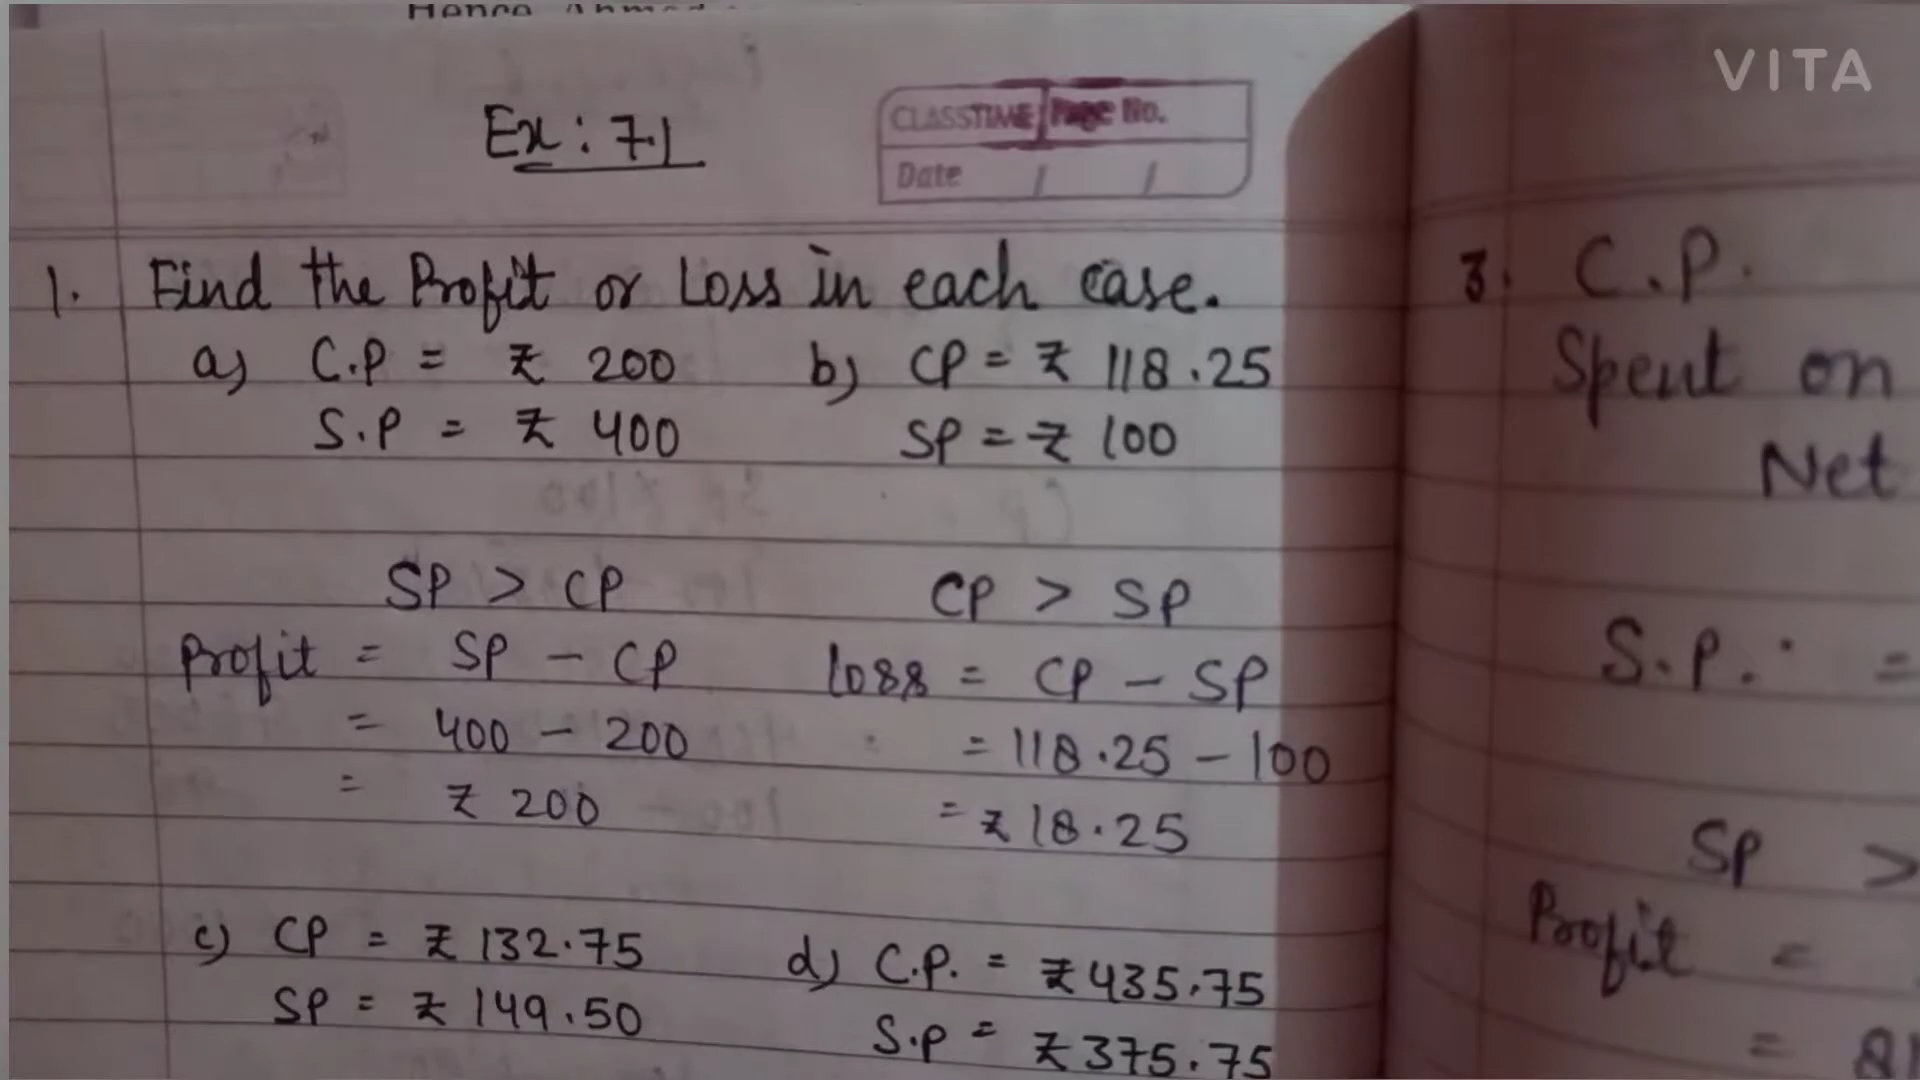 VITA
Ex: 7.1
CLASSTIME Page No.
Date / /
1. Find the Profit or Loss in each case.
a) C.P = ₹ 200 b) CP = ₹ 118.25
S.P = ₹ 400 SP = ₹ 100
SP > CP CP > SP
Profit = SP - CP loss = CP - SP
= 400 - 200 = 118.25 - 100
= ₹ 200 = ₹ 18.25
c) CP = ₹ 132.75 d) C.P. = ₹ 435.75
SP = ₹ 149.50 S.P = ₹ 375.75
3. C.P.
Spent on
Net
S.P. =
SP >
Profit =
=